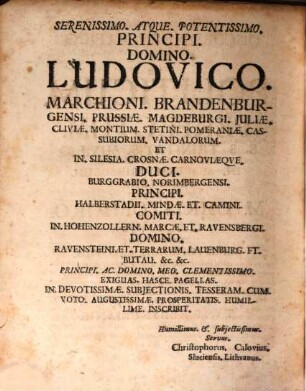 SERENISSIMO. ATQUE. POTENTISSIMO.
PRINCIPI.
DOMINO.
LUDOVICO.
MARCHIONI. BRANDENBUR-
GENSI, PRUSSIÆ. MAGDEBURGI. JULIÆ.
CLIVIÆ. MONTIUM. STETINI. POMERANIÆ, CAS-
SUBIORUM. VANDALORUM.
ET
IN. SILESIA. CROSNÆ. CARNOVIÆQVE.
DUCI.
BURGGRABIO. NORIMBERGENSI.
PRINCIPI.
HALBERSTADII. MINDÆ. ET. CAMINI.
COMITI.
IN. HOHENZOLLERN. MARCÆ, ET. RAVENSBERGI.
DOMINO.
RAVENSTEINI. ET. TERRARUM. LAUENBURG. ET.
BUTAU. &c. &c.
PRINCIPI. AC. DOMINO. MEO. CLEMENTISSIMO.
EXIGUAS. HASCE. PAGELLAS.
IN. DEVOTISSIMÆ. SUBJECTIONIS. TESSERAM. CUM.
VOTO. AUGUSTISSIMÆ. PROSPERITATIS. HUMIL-
LIME. INSCRIBIT.
Humillimus. & subjectissimus.
Servus.
Christophorus, Calovius,
Slucensis, Lithvanus.